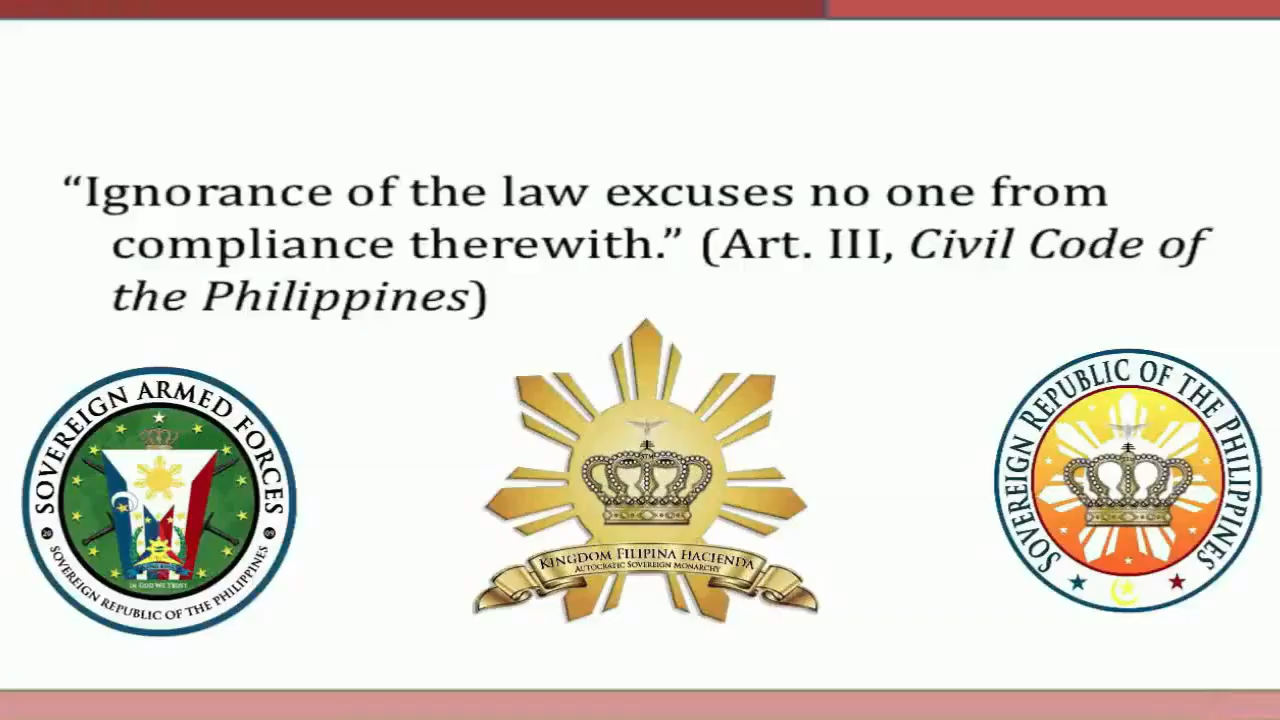 “Ignorance of the law excuses no one from
compliance therewith.” (Art. III, Civil Code of
the Philippines)
SOVEREIGN ARMED FORCES
IN GOD WE TRUST
SOVEREIGN REPUBLIC OF THE PHILIPPINES
KINGDOM FILIPINA HACIENDA
AUTOCRATIC SOVEREIGN MONARCHY
SOVEREIGN REPUBLIC OF THE PHILIPPINES